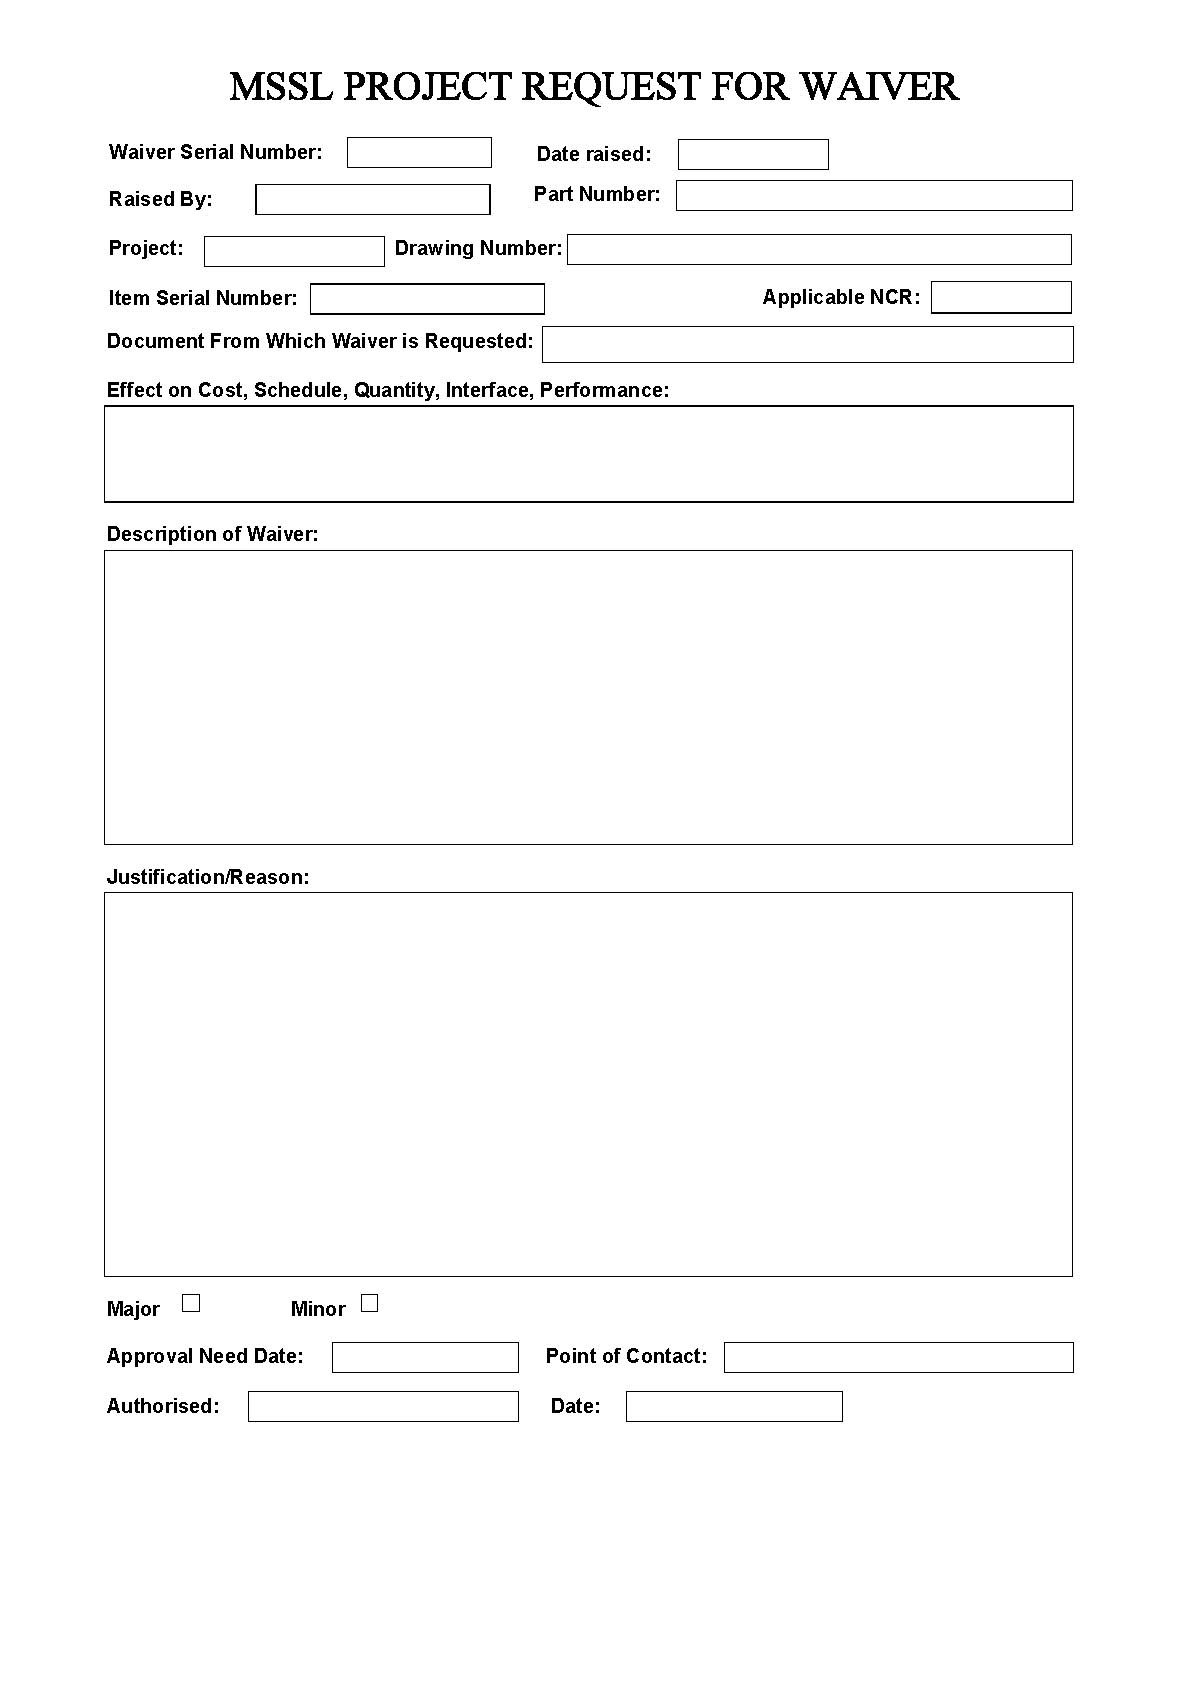 MSSL PROJECT REQUEST FOR WAIVER
Waiver Serial Number: Date raised:
Raised By: Part Number:
Project: Drawing Number:
Item Serial Number: Applicable NCR:
Document From Which Waiver is Requested:
Effect on Cost, Schedule, Quantity, Interface, Performance:
Description of Waiver:
Justification/Reason:
Major Minor
Approval Need Date: Point of Contact:
Authorised: Date: